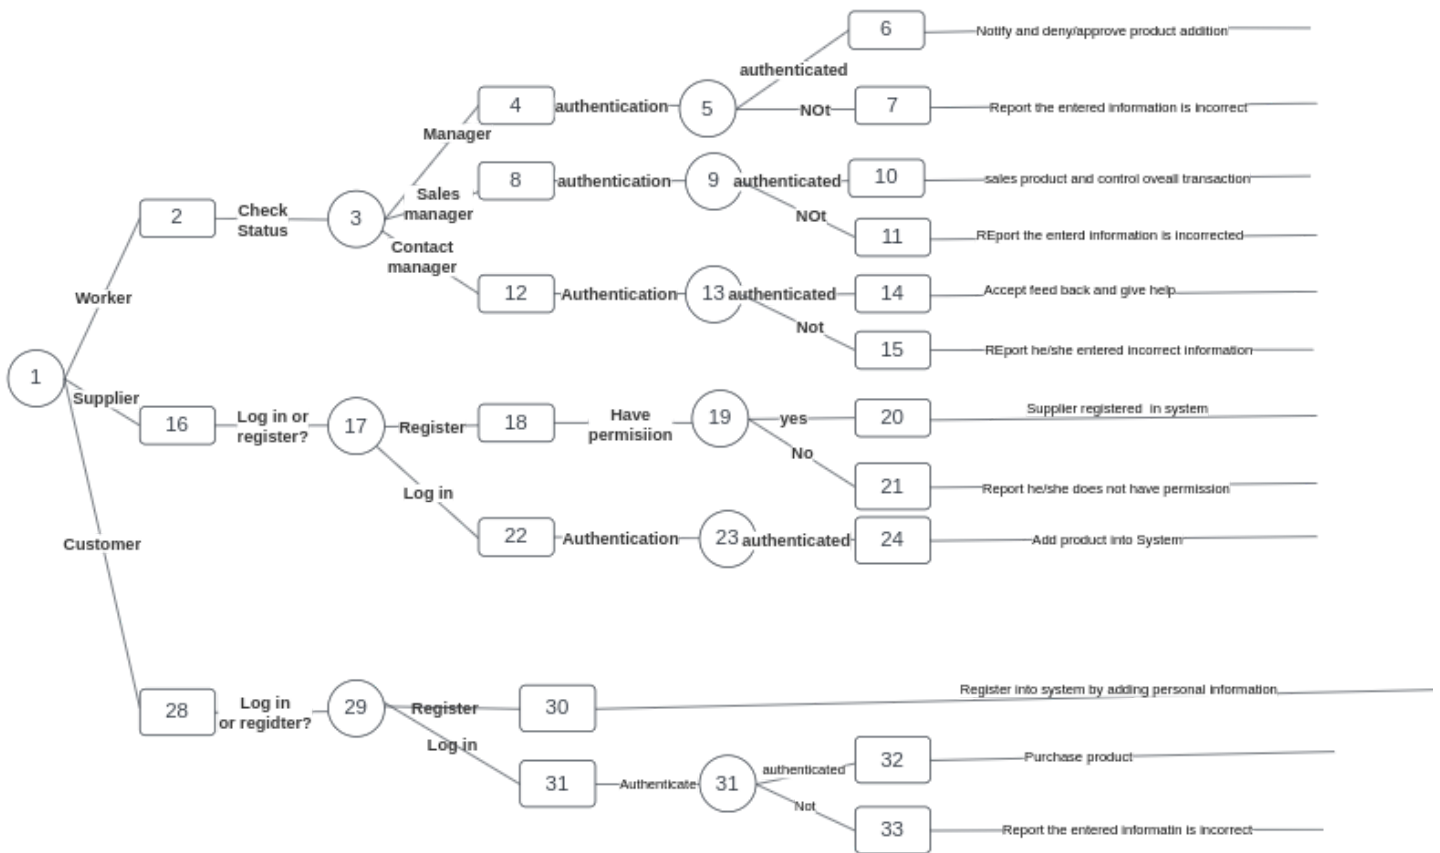 6
Notify and deny/approve product addition
authenticated
4
authentication
5
NOt
7
Report the entered information is incorrect
Manager
8
authentication
9
authenticated
10
sales product and control oveall transaction
Sales
manager
NOt
11
REport the enterd information is incorrected
2
Check
Status
3
Contact
manager
12
Authentication
13
authenticated
14
Accept feed back and give help
Not
15
REport he/she entered incorrect information
Worker
1
Supplier
16
Log in or
register?
17
Register
18
Have
permisiion
19
yes
20
Supplier registered in system
No
21
Report he/she does not have permission
Log in
22
Authentication
23
authenticated
24
Add product into System
Customer
28
Log in
or regidter?
29
Register
30
Register into system by adding personal information
Log in
31
Authenticate
31
authenticated
32
Purchase product
Not
33
Report the entered informatin is incorrect